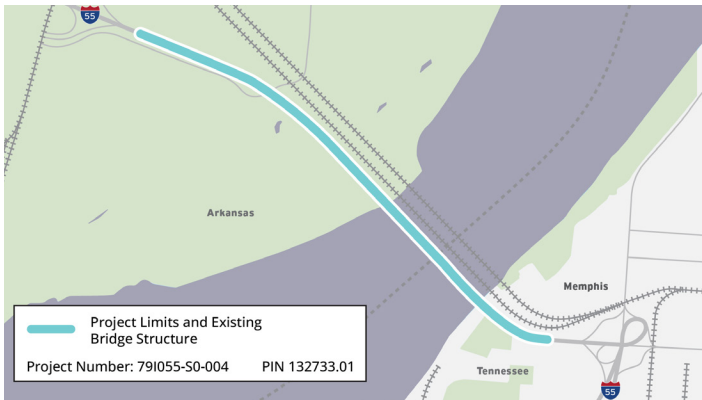 55
Arkansas
Memphis
Project Limits and Existing
Bridge Structure
Project Number: 79I055-S0-004 PIN 132733.01
Tennessee
55